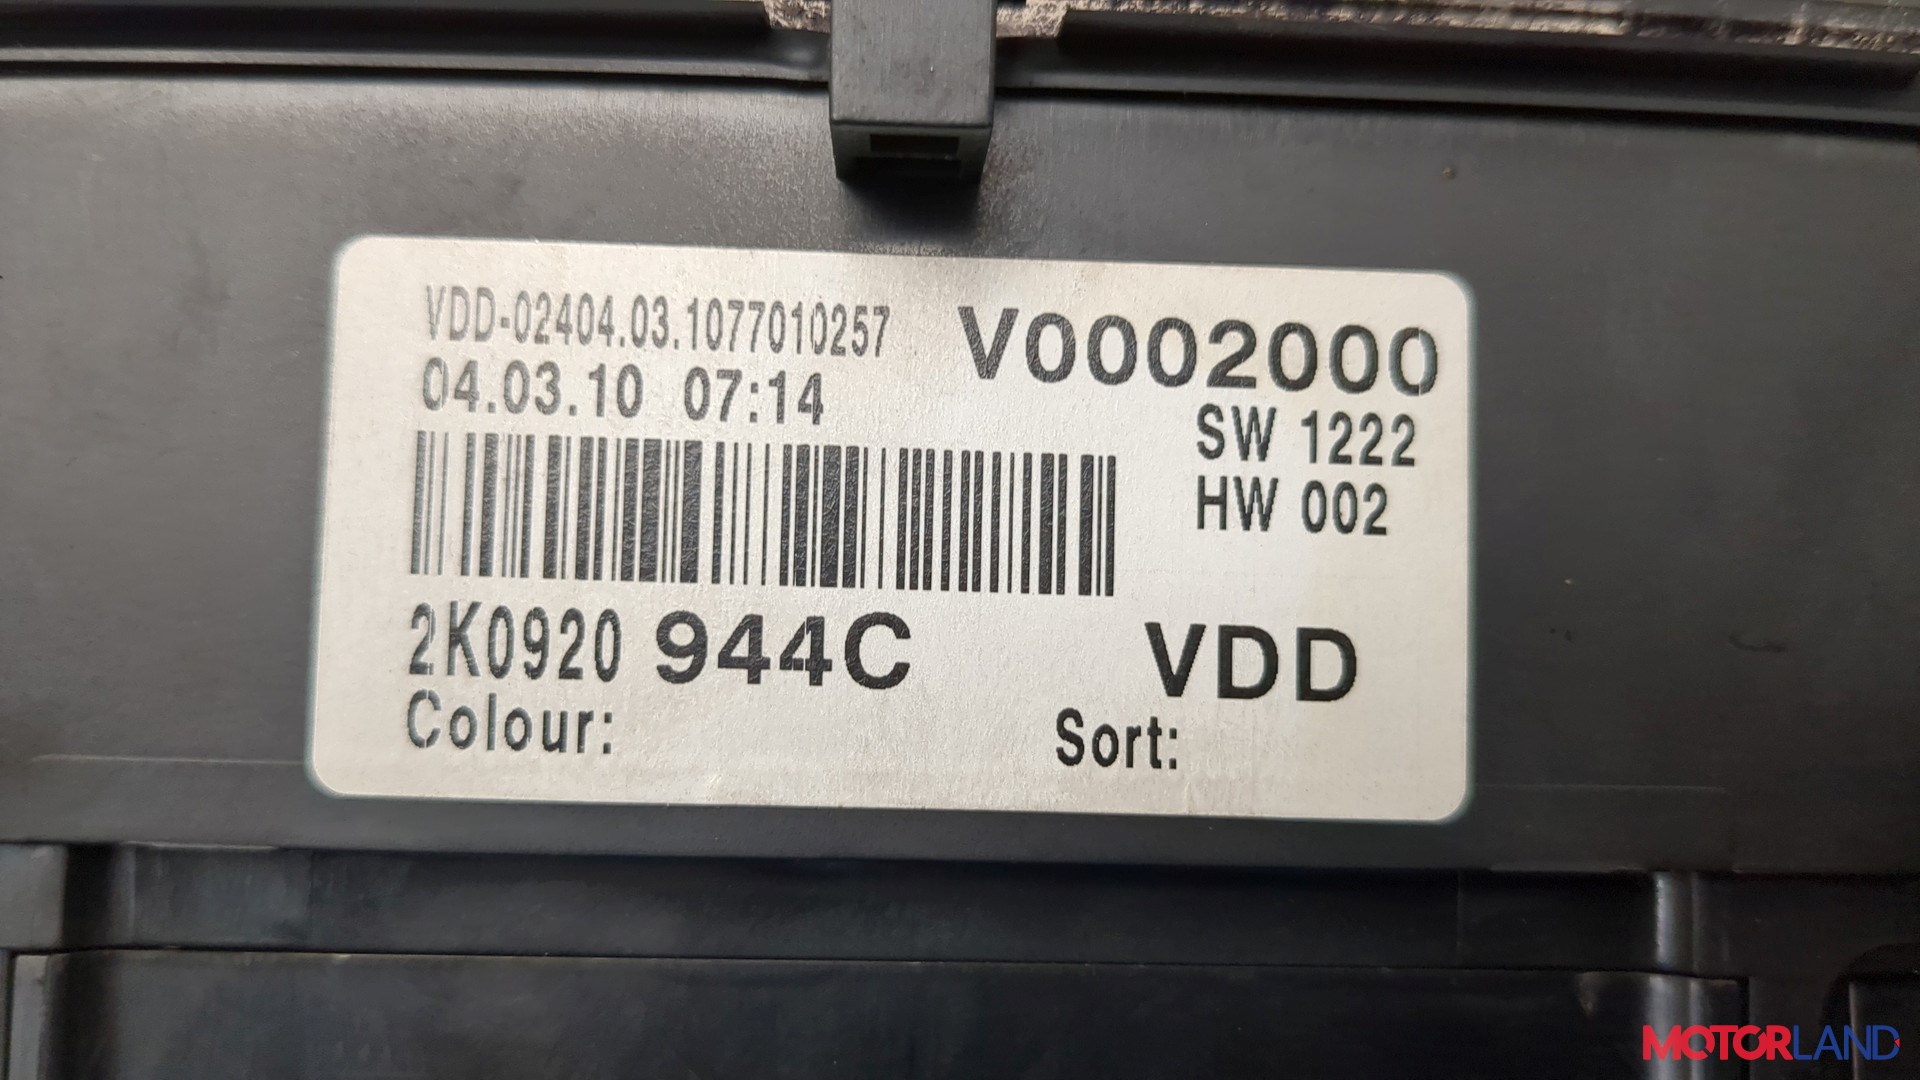 VDD-02404.03.1077010257
V0002000
04.03.10 07:14
SW 1222
HW 002
2K0920 944C
VDD
Colour:
Sort:
MOTORLAND